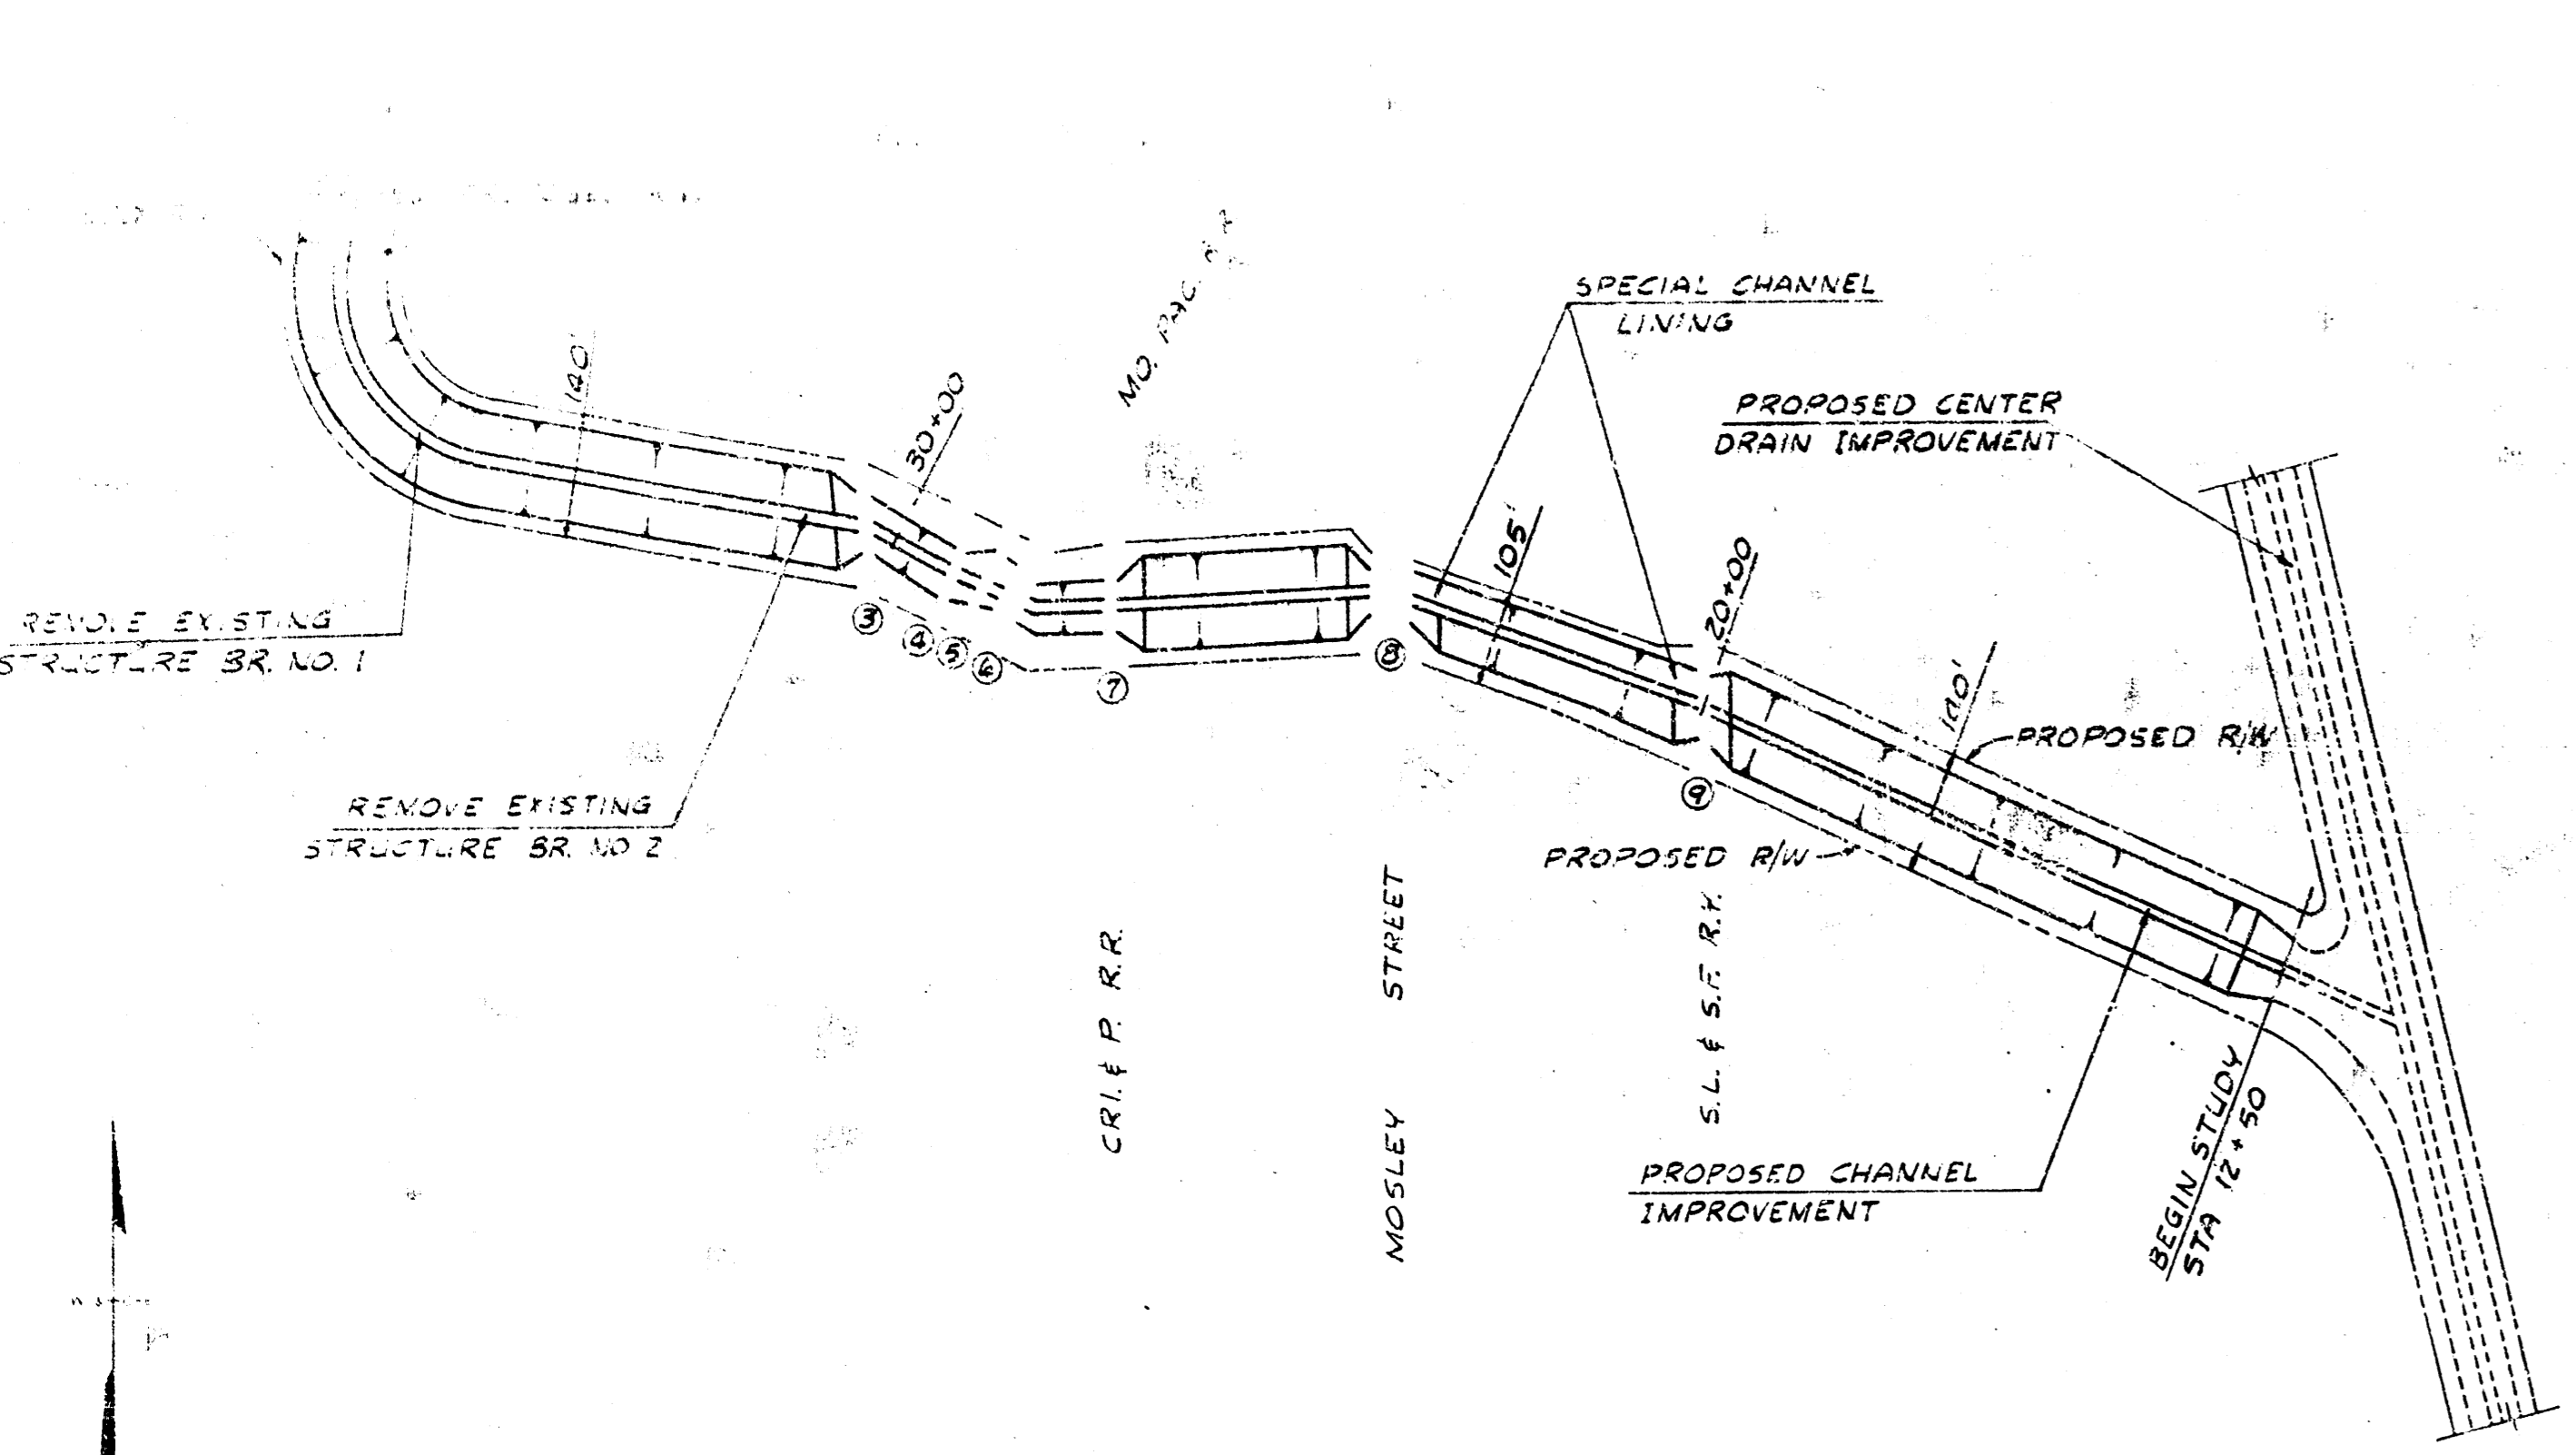 MO. PAC.
SPECIAL CHANNEL
LINING
140'
30+00
PROPOSED CENTER
DRAIN IMPROVEMENT
105'
20+00
REMOVE EXISTING
STRUCTURE BR. NO. 1
3
4
5
6
7
8
9
140'
PROPOSED R/W
REMOVE EXISTING
STRUCTURE BR. NO 2
PROPOSED R/W
CRI. & P. R.R.
MOSLEY STREET
S.L. & S.F. R.Y.
PROPOSED CHANNEL
IMPROVEMENT
BEGIN STUDY
STA 12+50